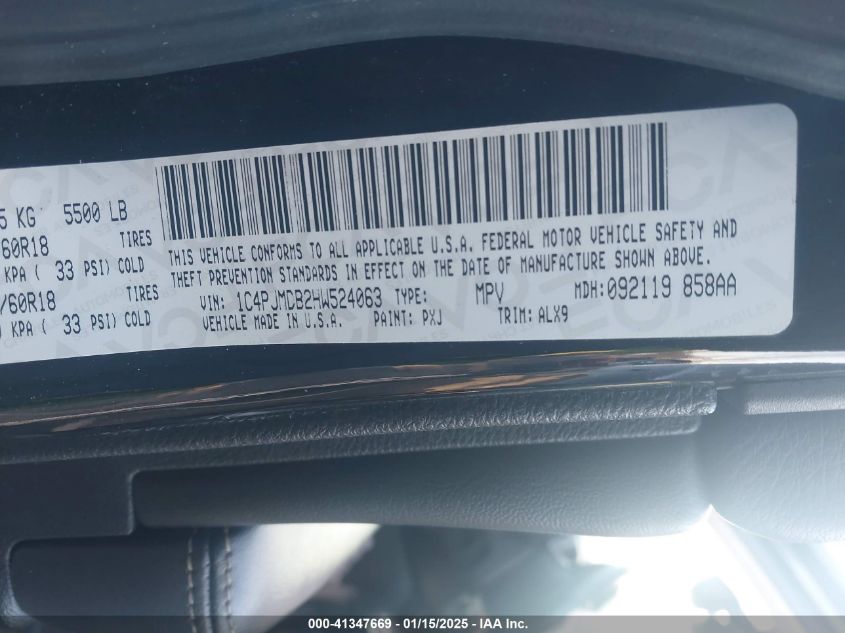 5 KG 5500 LB
/60R18 TIRES
KPA ( 33 PSI) COLD
/60R18 TIRES
KPA ( 33 PSI) COLD
THIS VEHICLE CONFORMS TO ALL APPLICABLE U.S.A. FEDERAL MOTOR VEHICLE SAFETY AND
THEFT PREVENTION STANDARDS IN EFFECT ON THE DATE OF MANUFACTURE SHOWN ABOVE.
VIN: 1C4PJMDB2HW524063 TYPE: MPV MDH:092119 858AA
VEHICLE MADE IN U.S.A. PAINT: PXJ TRIM: ALX9
000-41347669 - 01/15/2025 - IAA Inc.